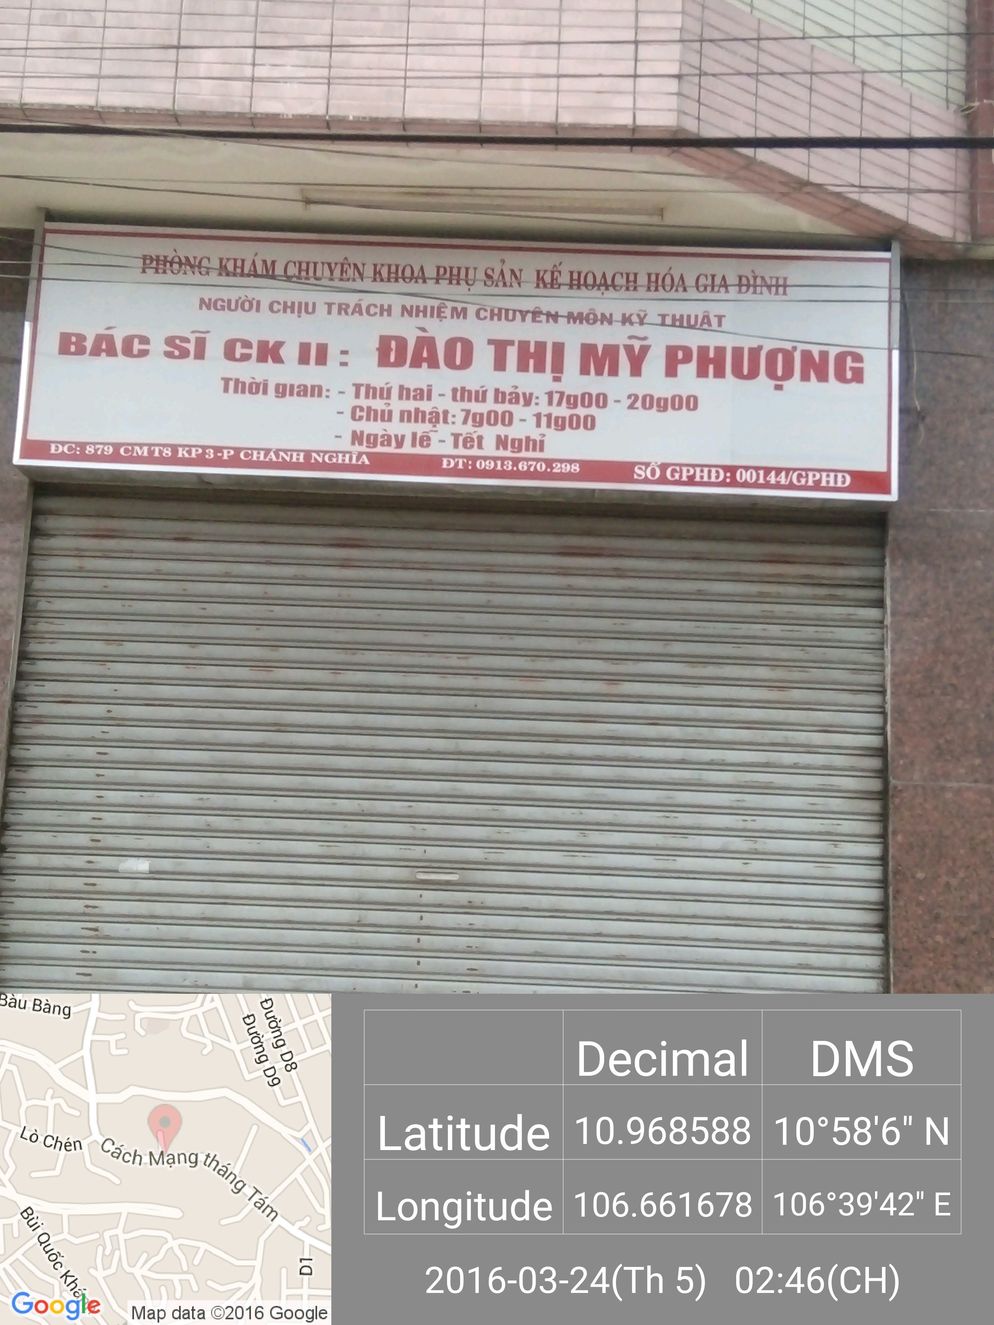 PHÒNG KHÁM CHUYÊN KHOA PHỤ SẢN KẾ HOẠCH HÓA GIA ĐÌNH
NGƯỜI CHỊU TRÁCH NHIỆM CHUYÊN MÔN KỸ THUẬT
BÁC SĨ CK II : ĐÀO THỊ MỸ PHƯỢNG
Thời gian: - Thứ hai - thứ bảy: 17g00 - 20g00
- Chủ nhật: 7g00 - 11g00
- Ngày lễ - Tết Nghỉ
ĐC: 879 CMT8 KP3-P CHÁNH NGHĨA ĐT: 0913.670.298 SỐ GPHĐ: 00144/GPHĐ
Bàu Bàng
Đường D8
Đường D9
Lò Chén
Cách Mạng tháng Tám
Bùi Quốc Khá
D1
Google
Map data ©2016 Google
Decimal DMS
Latitude 10.968588 10°58'6" N
Longitude 106.661678 106°39'42" E
2016-03-24(Th 5) 02:46(CH)